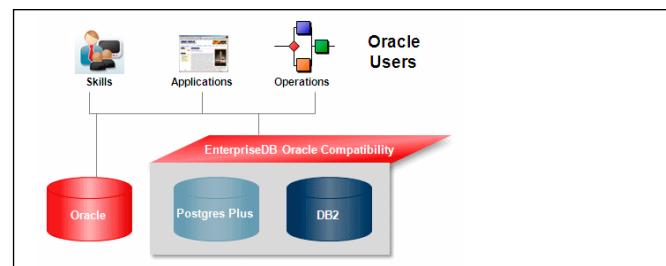 Oracle
Users
Skills
Applications
Operations
EnterpriseDB Oracle Compatibility
Oracle
Postgres Plus
DB2